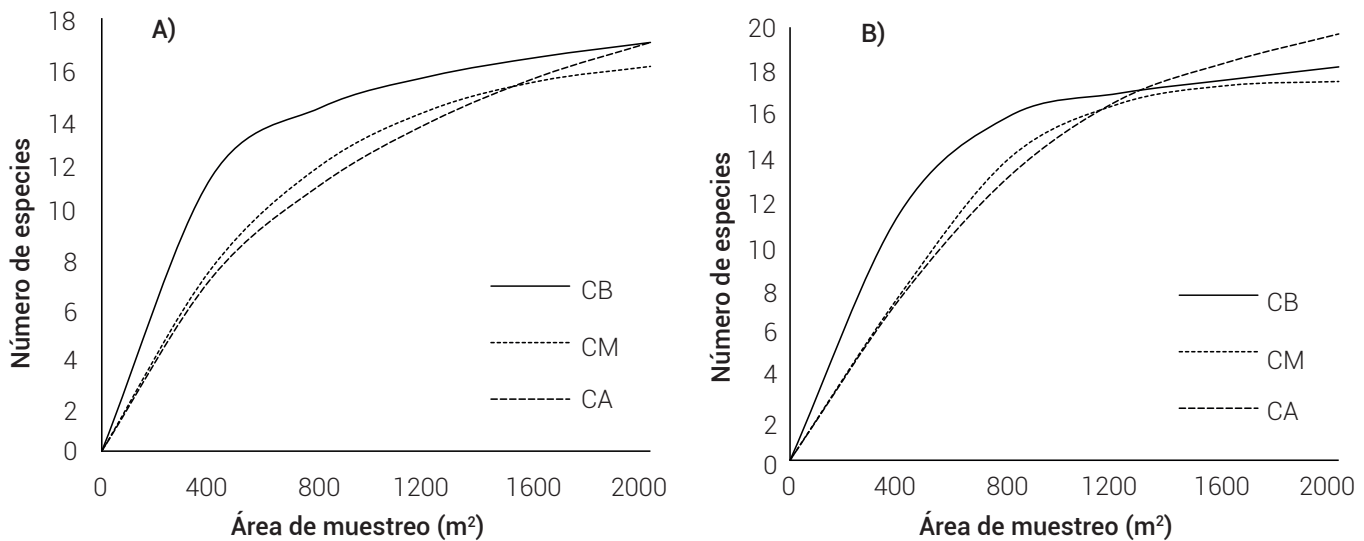 A)
18
16
14
12
10
8
6
4
2
0
Número de especies
CB
CM
CA
0 400 800 1200 1600 2000
Área de muestreo (m²)
B)
20
18
16
14
12
10
8
6
4
2
0
Número de especies
CB
CM
CA
0 400 800 1200 1600 2000
Área de muestreo (m²)